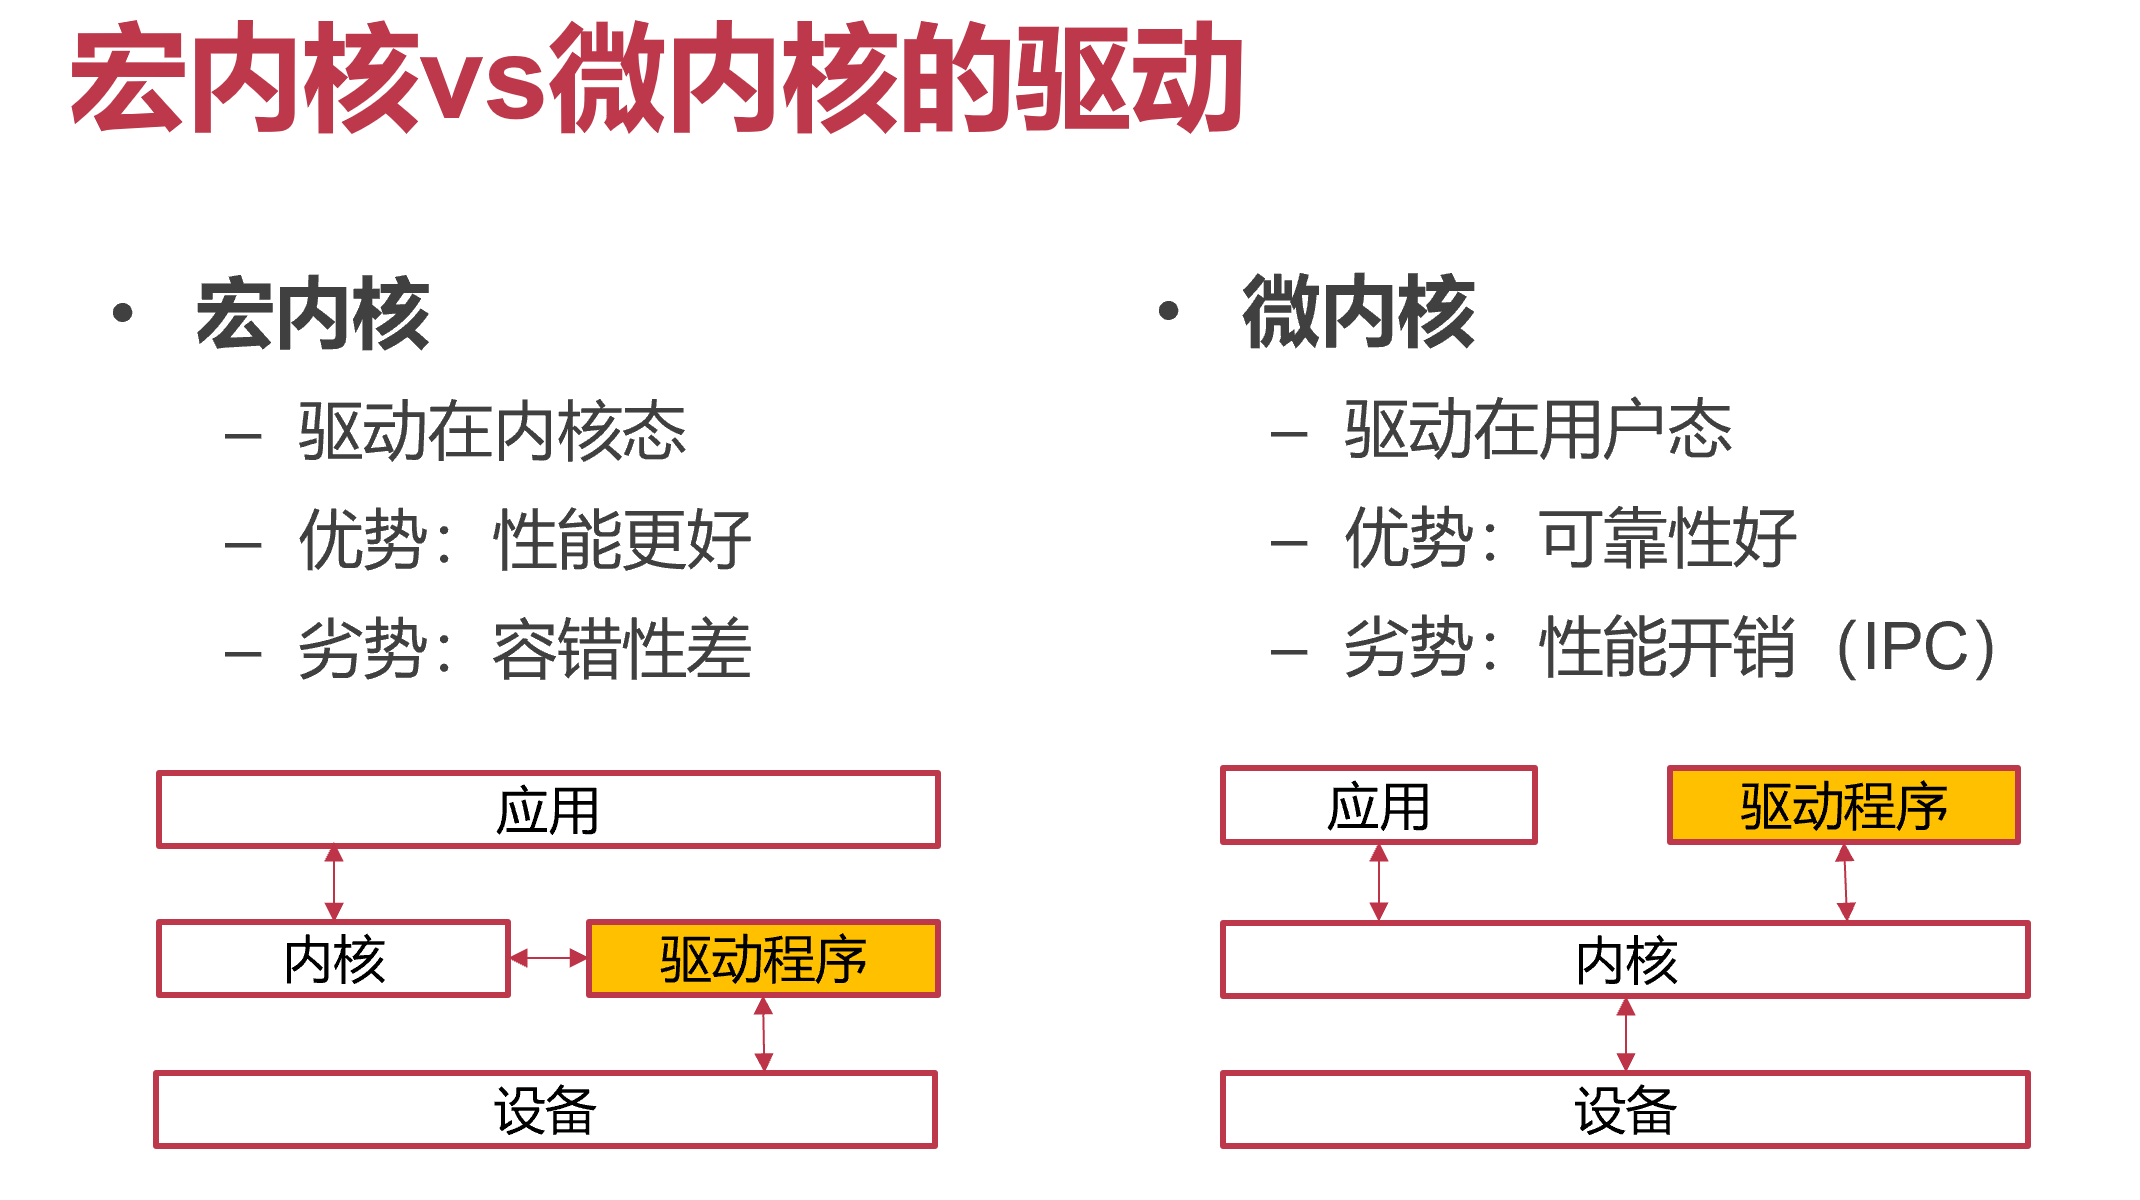 宏内核vs微内核的驱动
• 宏内核
– 驱动在内核态
– 优势：性能更好
– 劣势：容错性差
• 微内核
– 驱动在用户态
– 优势：可靠性好
– 劣势：性能开销（IPC）
应用
内核
驱动程序
设备
应用
驱动程序
内核
设备